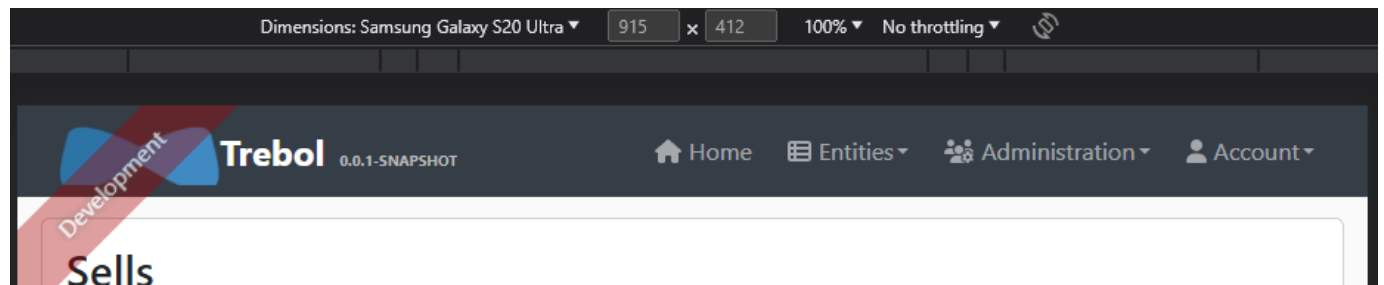 Dimensions: Samsung Galaxy S20 Ultra 915 x 412 100% No throttling
Trebol 0.0.1-SNAPSHOT Home Entities Administration Account
Development
Sells